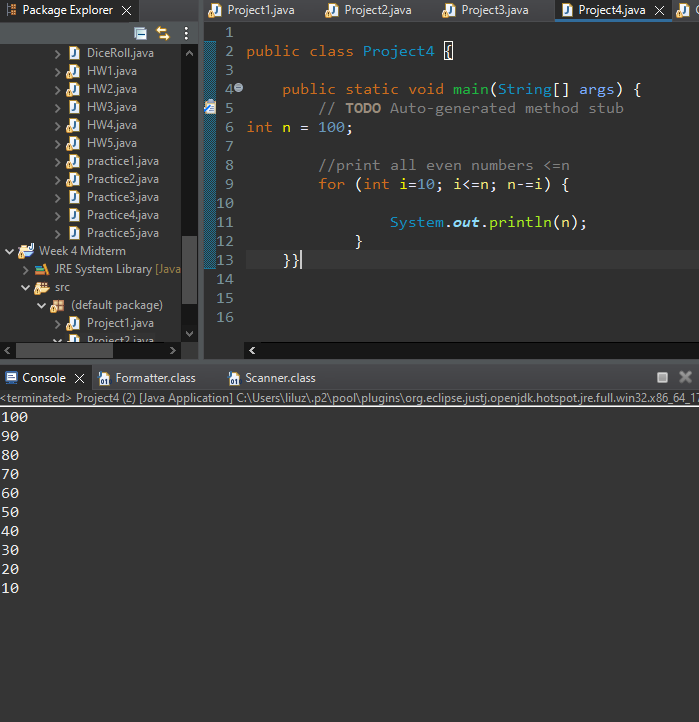 Package Explorer
DiceRoll.java
HW1.java
HW2.java
HW3.java
HW4.java
HW5.java
practice1.java
Practice2.java
Practice3.java
Practice4.java
Practice5.java
Week 4 Midterm
JRE System Library [Java
src
(default package)
Project1.java
Project2.java
Project1.java Project2.java Project3.java Project4.java
1
2 public class Project4 {
3
4 public static void main(String[] args) {
5 // TODO Auto-generated method stub
6 int n = 100;
7
8 //print all even numbers <=n
9 for (int i=10; i<=n; n-=i) {
10
11 System.out.println(n);
12 }
13 }}
14
15
16
Console Formatter.class Scanner.class
<terminated> Project4 (2) [Java Application] C:\Users\liluz\.p2\pool\plugins\org.eclipse.justj.openjdk.hotspot.jre.full.win32.x86_64_17
100
90
80
70
60
50
40
30
20
10